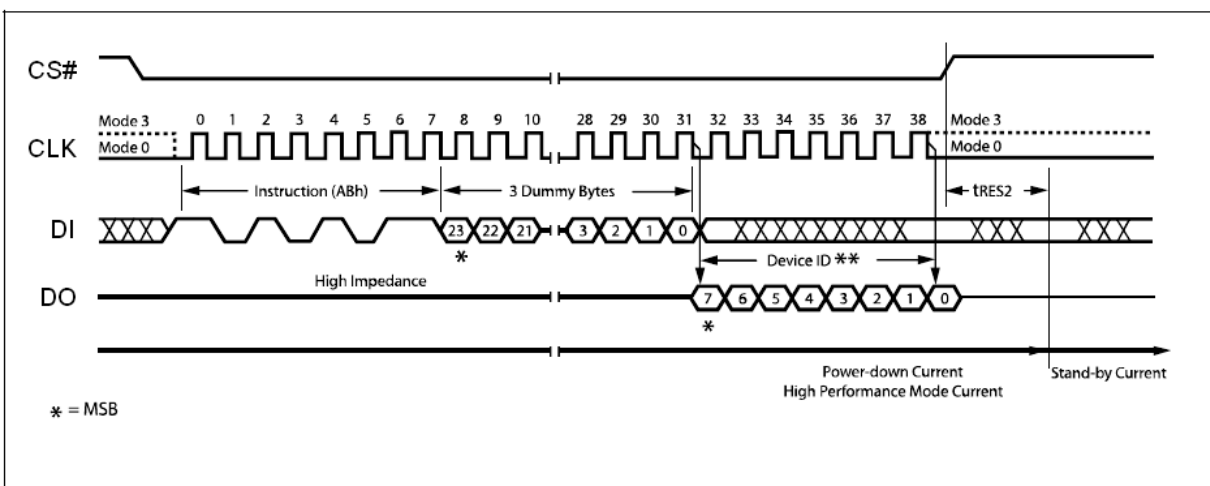 CS#
Mode 3 0 1 2 3 4 5 6 7 8 9 10 28 29 30 31 32 33 34 35 36 37 38 Mode 3
CLK Mode 0 Mode 0
Instruction (ABh) 3 Dummy Bytes tRES2
DI 23 22 21 3 2 1 0
* Device ID **
High Impedance
DO 7 6 5 4 3 2 1 0
*
Power-down Current Stand-by Current
High Performance Mode Current
* = MSB